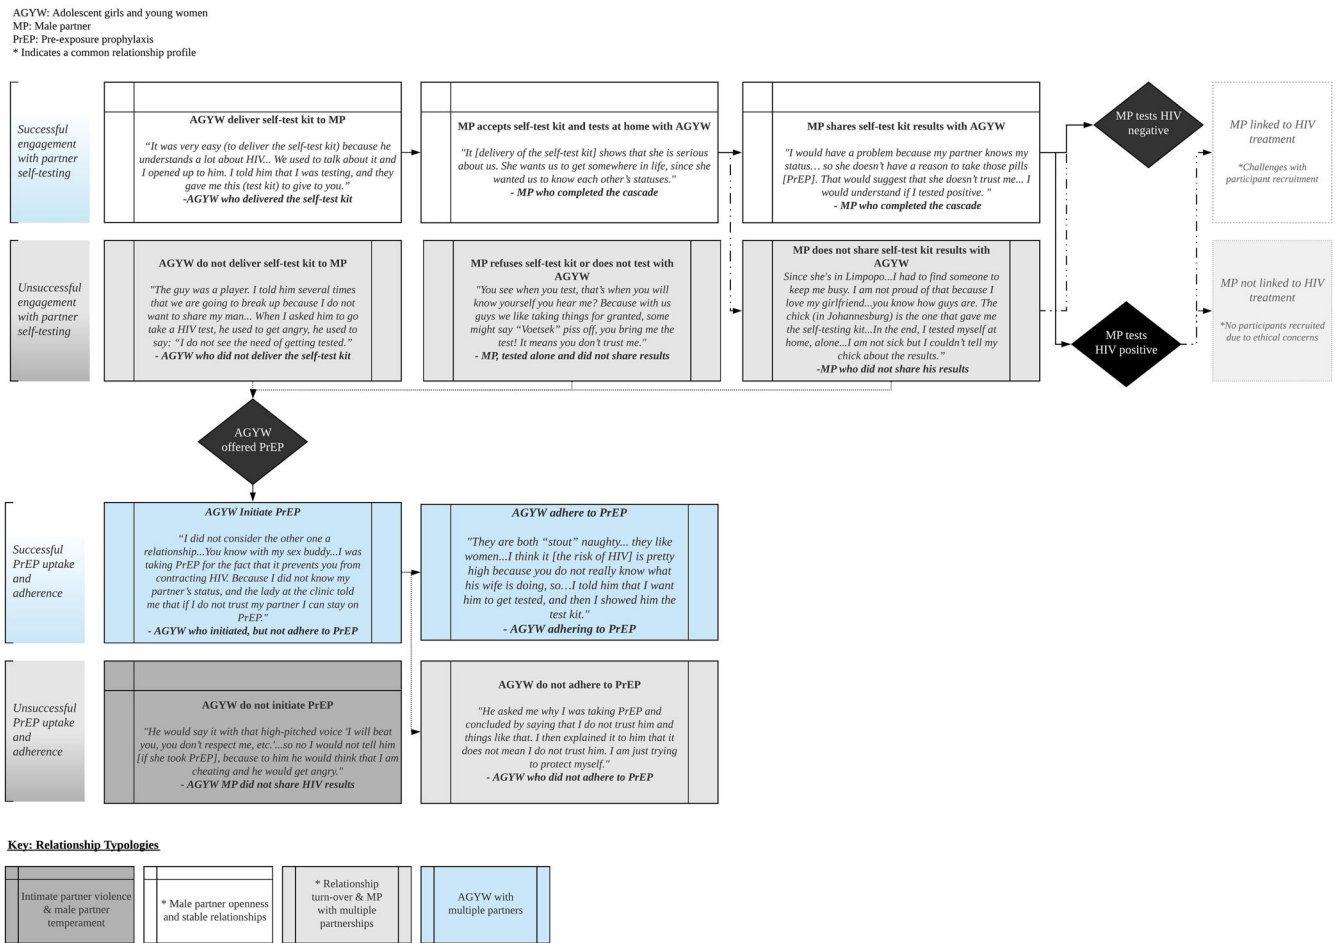 AGYW: Adolescent girls and young women
MP: Male partner
PrEP: Pre-exposure prophylaxis
* Indicates a common relationship profile
Successful
engagement
with partner
self-testing
AGYW deliver self-test kit to MP
“It was very easy (to deliver the self-test kit) because he
understands a lot about HIV... We used to talk about it and
I opened up to him. I told him that I was testing, and they
gave me this (test kit) to give to you.”
-AGYW who delivered the self-test kit
MP accepts self-test kit and tests at home with AGYW
"It [delivery of the self-test kit] shows that she is serious
about us. She wants us to get somewhere in life, since she
wanted us to know each other’s statuses."
- MP who completed the cascade
MP shares self-test kit results with AGYW
"I would have a problem because my partner knows my
status… so she doesn’t have a reason to take those pills
[PrEP]. That would suggest that she doesn’t trust me... I
would understand if I tested positive. "
- MP who completed the cascade
MP tests HIV
negative
MP linked to HIV
treatment
*Challenges with
participant recruitment
Unsuccessful
engagement
with partner
self-testing
AGYW do not deliver self-test kit to MP
"The guy was a player. I told him several times
that we are going to break up because I do not
want to share my man... When I asked him to go
take a HIV test, he used to get angry, he used to
say: “I do not see the need of getting tested.”
- AGYW who did not deliver the self-test kit
MP refuses self-test kit or does not test with
AGYW
"You see when you test, that’s when you will
know yourself you hear me? Because with us
guys we like taking things for granted, some
might say “Voetsek” piss off, you bring me the
test! It means you don’t trust me."
- MP, tested alone and did not share results
MP does not share self-test kit results with
AGYW
Since she's in Limpopo...I had to find someone to
keep me busy. I am not proud of that because I
love my girlfriend...you know how guys are. The
chick (in Johannesburg) is the one that gave me
the self-testing kit...In the end, I tested myself at
home, alone...I am not sick but I couldn’t tell my
chick about the results.”
-MP who did not share his results
MP tests
HIV positive
MP not linked to HIV
treatment
*No participants recruited
due to ethical concerns
AGYW
offered PrEP
Successful
PrEP uptake
and
adherence
AGYW Initiate PrEP
“I did not consider the other one a
relationship...You know with my sex buddy...I was
taking PrEP for the fact that it prevents you from
contracting HIV. Because I did not know my
partner’s status, and the lady at the clinic told
me that if I do not trust my partner I can stay on
PrEP."
- AGYW who initiated, but not adhere to PrEP
AGYW adhere to PrEP
"They are both “stout” naughty... they like
women...I think it [the risk of HIV] is pretty
high because you do not really know what
his wife is doing, so…I told him that I want
him to get tested, and then I showed him the
test kit."
- AGYW adhering to PrEP
Unsuccessful
PrEP uptake
and
adherence
AGYW do not initiate PrEP
"He would say it with that high-pitched voice 'I will beat
you, you don’t respect me, etc.'...so no I would not tell him
[if she took PrEP], because to him he would think that I am
cheating and he would get angry."
- AGYW MP did not share HIV results
AGYW do not adhere to PrEP
"He asked me why I was taking PrEP and
concluded by saying that I do not trust him and
things like that. I then explained it to him that it
does not mean I do not trust him. I am just trying
to protect myself."
- AGYW who did not adhere to PrEP
Key: Relationship Typologies
Intimate partner violence
& male partner
temperament
* Male partner openness
and stable relationships
* Relationship
turn-over & MP
with multiple
partnerships
AGYW with
multiple partners